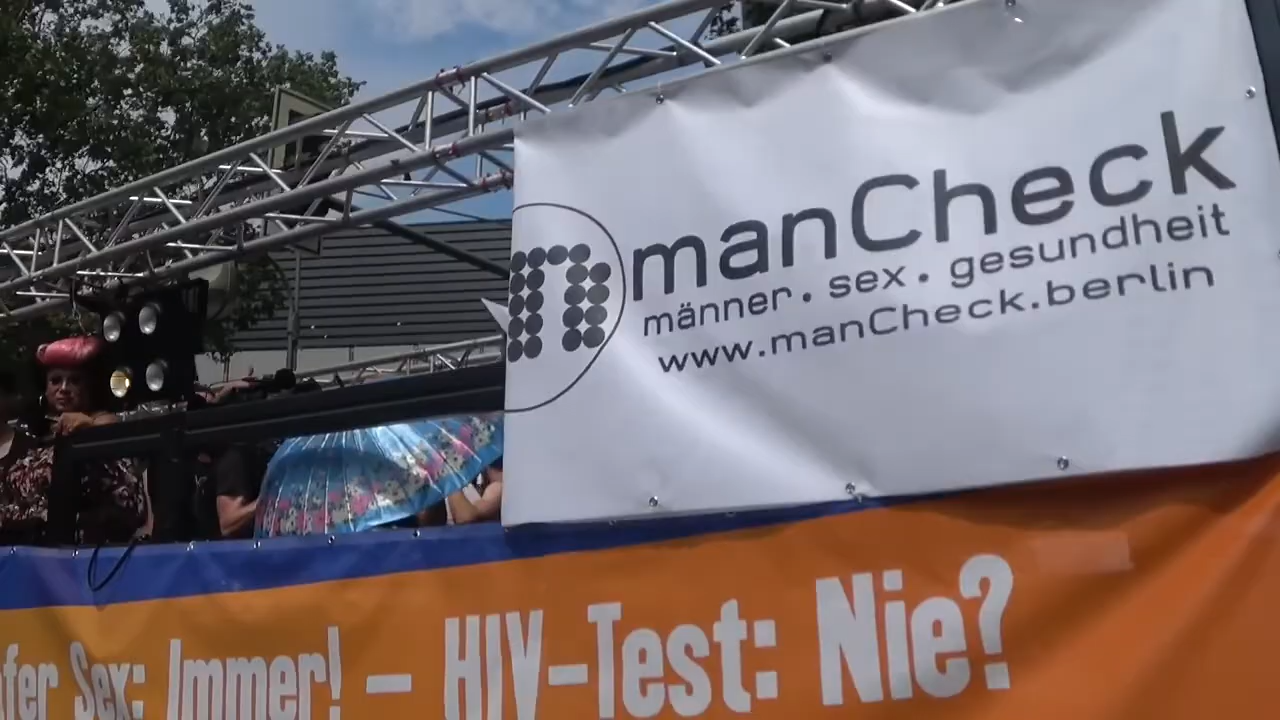 manCheck
männer. sex. gesundheit
www.manCheck.berlin
Sex: Immer! – HIV-Test: Nie?